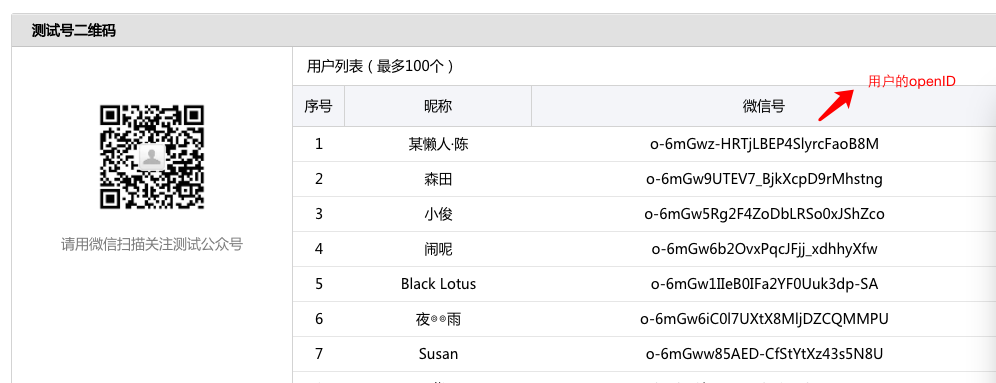 测试号二维码
用户列表（最多100个）
用户的openID
序号 昵称 微信号
1 某懒人·陈 o-6mGwz-HRTjLBEP4SlyrcFaoB8M
2 森田 o-6mGw9UTEV7_BjkXcpD9rMhstng
3 小俊 o-6mGw5Rg2F4ZoDbLRSo0xJShZco
4 闹呢 o-6mGw6b2OvxPqcJFjj_xdhhyXfw
5 Black Lotus o-6mGw1IIeB0IFa2YF0Uuk3dp-SA
6 夜⊙⊙雨 o-6mGw6iC0l7UXtX8MljDZCQMMPU
7 Susan o-6mGww85AED-CfStYtXz43s5N8U
请用微信扫描关注测试公众号